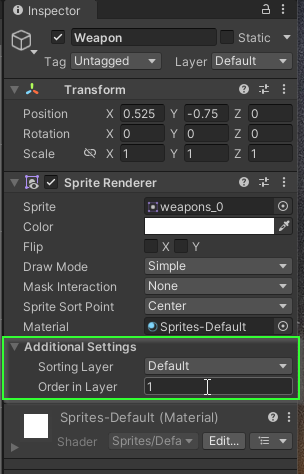 Inspector
Weapon Static
Tag Untagged Layer Default
Transform
Position X 0.525 Y -0.75 Z 0
Rotation X 0 Y 0 Z 0
Scale X 1 Y 1 Z 1
Sprite Renderer
Sprite weapons_0
Color
Flip X Y
Draw Mode Simple
Mask Interaction None
Sprite Sort Point Center
Material Sprites-Default
Additional Settings
Sorting Layer Default
Order in Layer 1
Sprites-Default (Material)
Shader Sprites/Defa Edit...